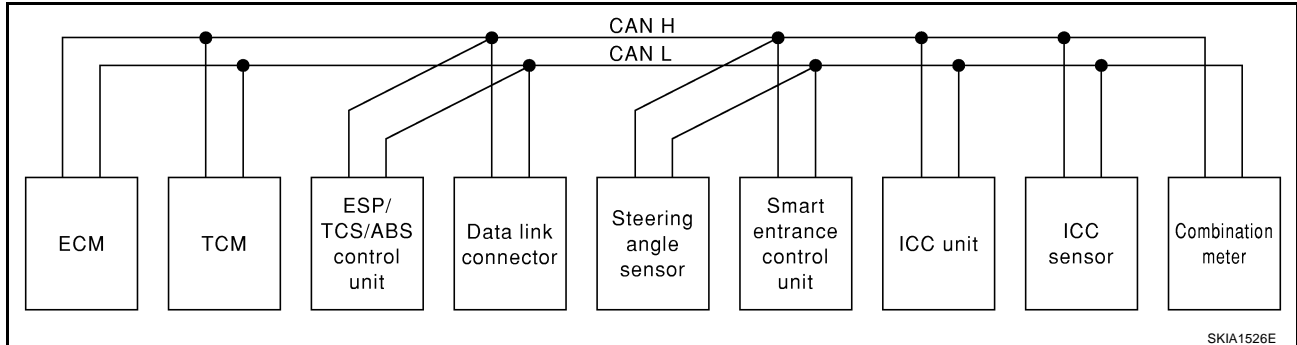 CAN H
CAN L
ECM
TCM
ESP/
TCS/ABS
control
unit
Data link
connector
Steering
angle
sensor
Smart
entrance
control
unit
ICC unit
ICC
sensor
Combination
meter
SKIA1526E